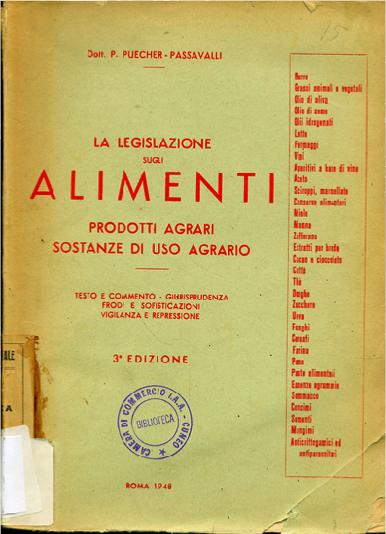 15
Dott. P. PUECHER - PASSAVALLI
LA LEGISLAZIONE
SUGLI
ALIMENTI
PRODOTTI AGRARI
SOSTANZE DI USO AGRARIO
TESTO E COMMENTO - GIURISPRUDENZA
FRODI E SOFISTICAZIONI
VIGILANZA E REPRESSIONE
3ª EDIZIONE
CAMERA DI COMMERCIO I.A.A. - CUNEO
BIBLIOTECA
ROMA 1948
Burro
Grassi animali e vegetali
Olio di oliva
Olio di seme
Olii idrogenati
Latte
Formaggi
Vini
Aperitivi a base di vino
Aceto
Sciroppi, marmellate
Conserve alimentari
Miele
Manna
Zafferano
Estratti per brodo
Cacao e cioccolato
Caffè
Thè
Droghe
Zucchero
Uova
Funghi
Cereali
Farina
Pane
Paste alimentari
Essenze agrumarie
Sommacco
Concimi
Sementi
Mangimi
Anticrittogamici ed
antiparassitari